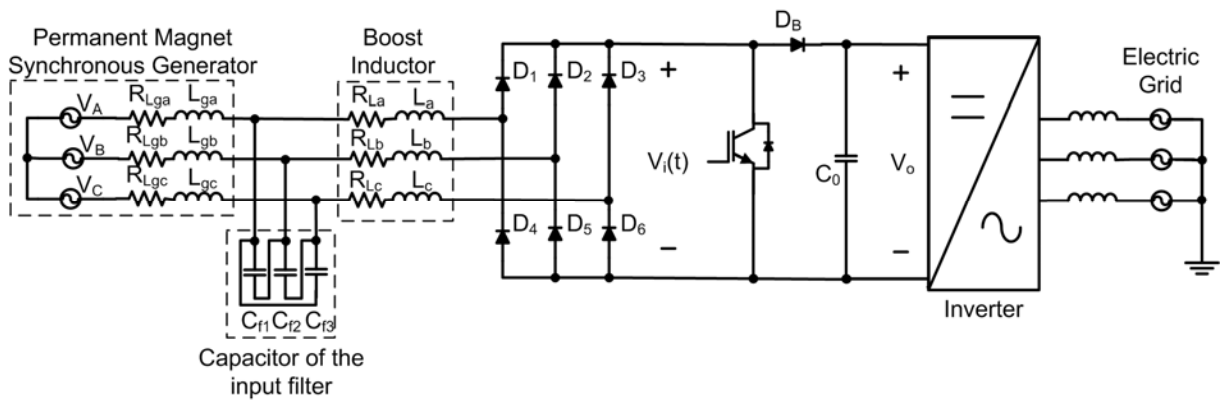 Permanent Magnet
Synchronous Generator
Boost
Inductor
D_B
Electric
Grid
D_1 D_2 D_3
+
+
V_A R_Lga L_ga
R_La L_a
V_B R_Lgb L_gb
R_Lb L_b
V_i(t)
C_0
V_o
V_C R_Lgc L_gc
R_Lc L_c
D_4 D_5 D_6
−
−
Inverter
C_f1 C_f2 C_f3
Capacitor of the
input filter